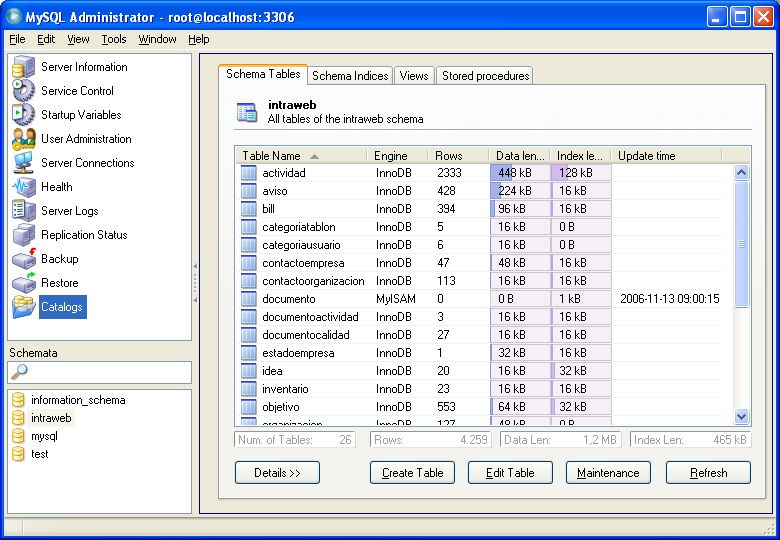 MySQL Administrator - root@localhost:3306
File Edit View Tools Window Help
Server Information
Service Control
Startup Variables
User Administration
Server Connections
Health
Server Logs
Replication Status
Backup
Restore
Catalogs
Schemata
information_schema
intraweb
mysql
test
Schema Tables Schema Indices Views Stored procedures
intraweb
All tables of the intraweb schema
Table Name Engine Rows Data len... Index le... Update time
actividad InnoDB 2333 448 kB 128 kB
aviso InnoDB 428 224 kB 16 kB
bill InnoDB 394 96 kB 16 kB
categoriatablon InnoDB 5 16 kB 0 B
categoriausuario InnoDB 6 16 kB 0 B
contactoempresa InnoDB 47 48 kB 16 kB
contactoorganizacion InnoDB 113 16 kB 16 kB
documento MyISAM 0 0 B 1 kB 2006-11-13 09:00:15
documentoactividad InnoDB 3 16 kB 16 kB
documentocalidad InnoDB 27 16 kB 16 kB
estadoempresa InnoDB 1 32 kB 16 kB
idea InnoDB 20 16 kB 32 kB
inventario InnoDB 23 16 kB 16 kB
objetivo InnoDB 553 64 kB 32 kB
organizacion InnoDB 127 48 kB 0 B
Num. of Tables: 26 Rows: 4.259 Data Len: 1,2 MB Index Len: 465 kB
Details >> Create Table Edit Table Maintenance Refresh